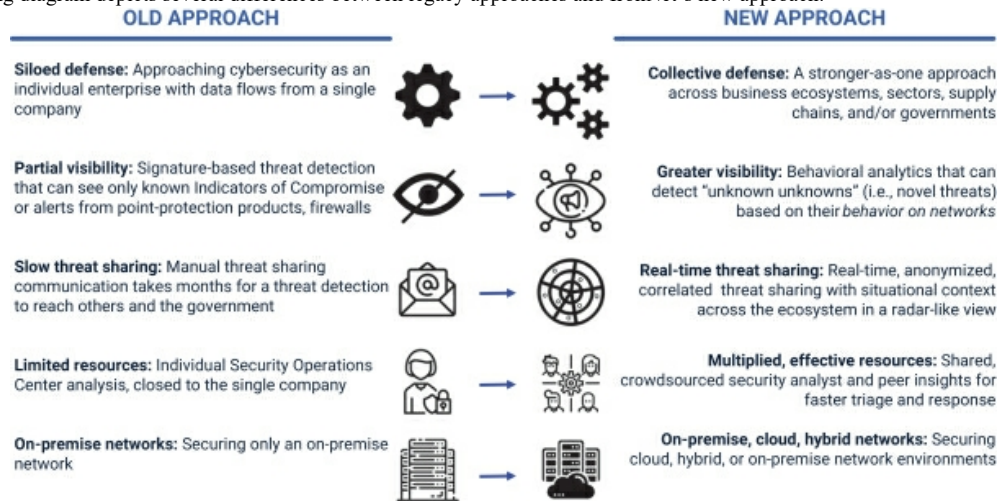 OLD APPROACH
NEW APPROACH
Siloed defense: Approaching cybersecurity as an
individual enterprise with data flows from a single
company
Collective defense: A stronger-as-one approach
across business ecosystems, sectors, supply
chains, and/or governments
Partial visibility: Signature-based threat detection
that can see only known Indicators of Compromise
or alerts from point-protection products, firewalls
Greater visibility: Behavioral analytics that can
detect “unknown unknowns” (i.e., novel threats)
based on their behavior on networks
Slow threat sharing: Manual threat sharing
communication takes months for a threat detection
to reach others and the government
@
Real-time threat sharing: Real-time, anonymized,
correlated threat sharing with situational context
across the ecosystem in a radar-like view
Limited resources: Individual Security Operations
Center analysis, closed to the single company
Multiplied, effective resources: Shared,
crowdsourced security analyst and peer insights for
faster triage and response
On-premise networks: Securing only an on-premise
network
On-premise, cloud, hybrid networks: Securing
cloud, hybrid, or on-premise network environments